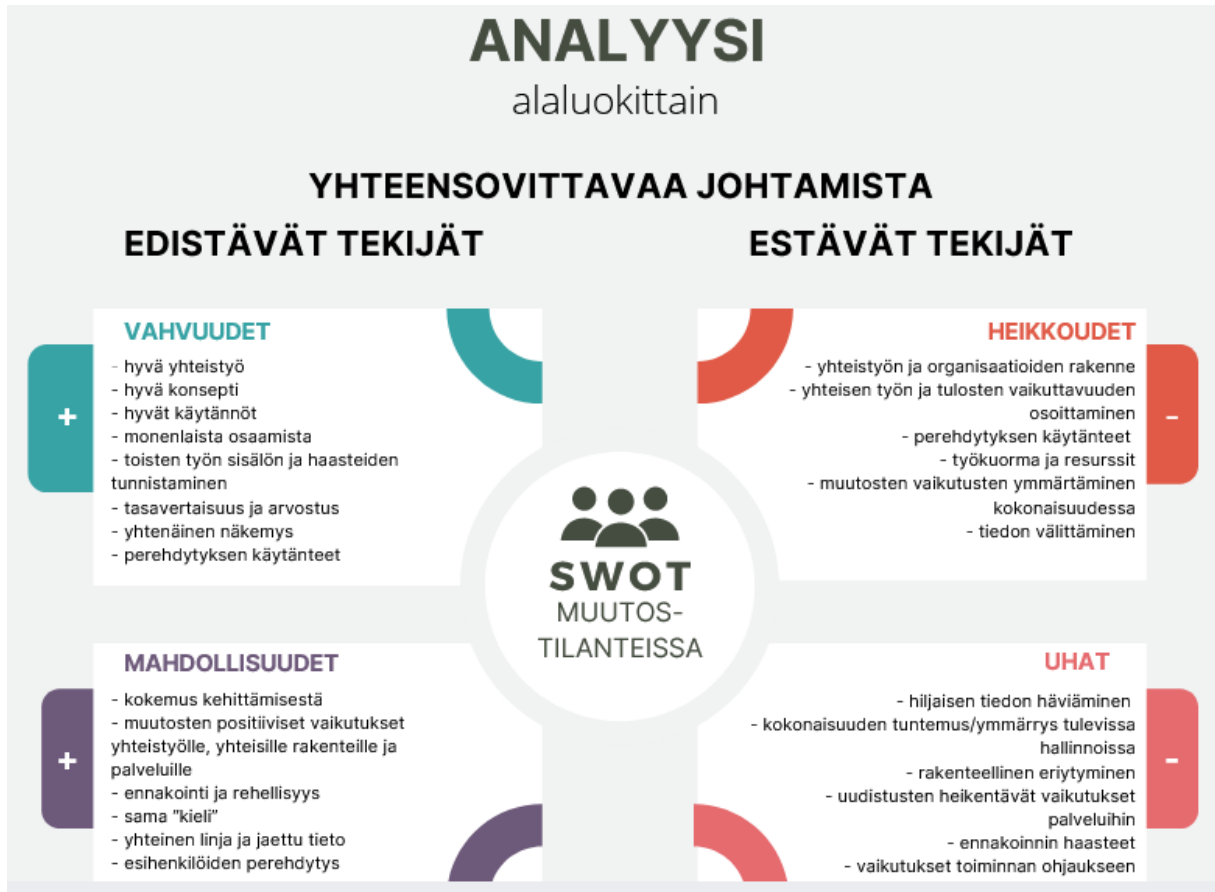 ANALYYSI
alaluokittain
YHTEENSOVITTAVAA JOHTAMISTA
EDISTÄVÄT TEKIJÄT
ESTÄVÄT TEKIJÄT
VAHVUUDET
+
- hyvä yhteistyö
- hyvä konsepti
- hyvät käytännöt
- monenlaista osaamista
- toisten työn sisälön ja haasteiden
tunnistaminen
- tasavertaisuus ja arvostus
- yhtenäinen näkemys
- perehdytyksen käytänteet
HEIKKOUDET
- yhteistyön ja organisaatioiden rakenne
- yhteisen työn ja tulosten vaikuttavuuden
osoittaminen
- perehdytyksen käytänteet
- työkuorma ja resurssit
- muutosten vaikutusten ymmärtäminen
kokonaisuudessa
- tiedon välittäminen
-
SWOT
MUUTOS-
TILANTEISSA
MAHDOLLISUUDET
+
- kokemus kehittämisestä
- muutosten positiiviset vaikutukset
yhteistyölle, yhteisille rakenteille ja
palveluille
- ennakointi ja rehellisyys
- sama "kieli"
- yhteinen linja ja jaettu tieto
- esihenkilöiden perehdytys
UHAT
- hiljaisen tiedon häviäminen
- kokonaisuuden tuntemus/ymmärrys tulevissa
hallinnoissa
- rakenteellinen eriytyminen
- uudistusten heikentävät vaikutukset
palveluihin
- ennakoinnin haasteet
- vaikutukset toiminnan ohjaukseen
-